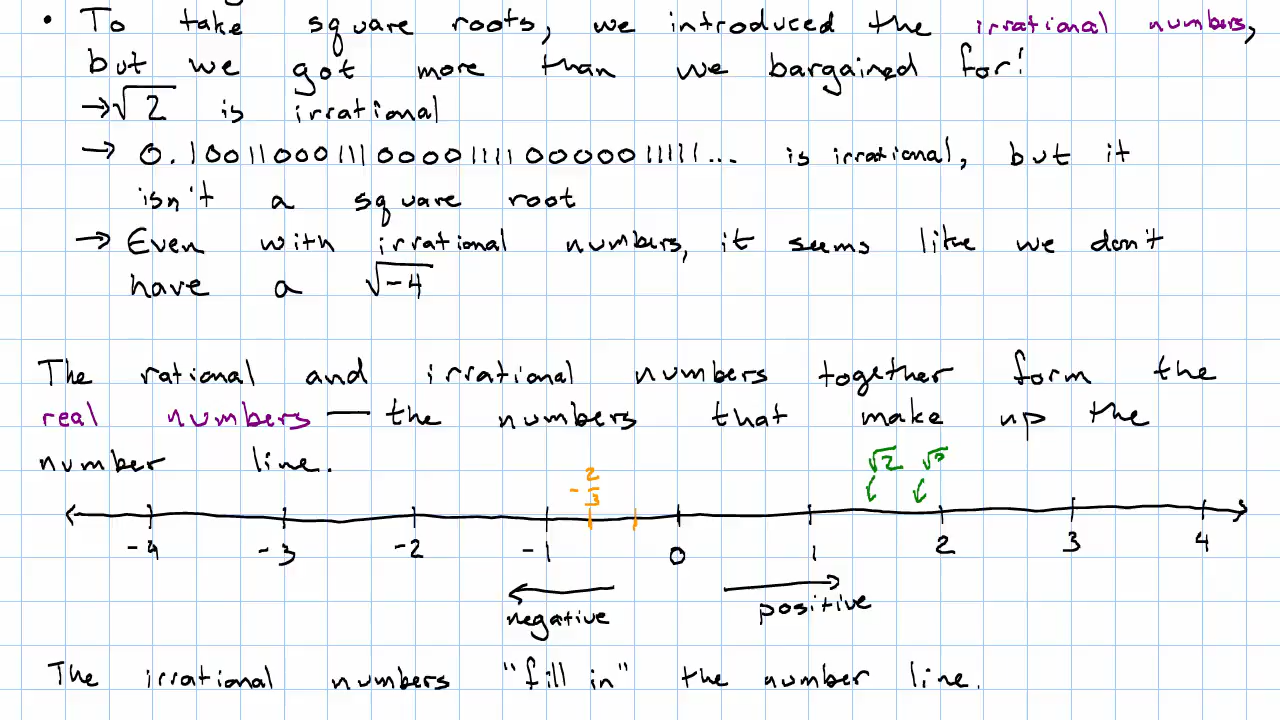 • To take square roots, we introduced the irrational numbers,
but we got more than we bargained for!
→ √2 is irrational
→ 0.10011000111000011110000011111... is irrational, but it
isn't a square root
→ Even with irrational numbers, it seems like we don't
have a √-4
The rational and irrational numbers together form the
real numbers — the numbers that make up the
number line.
√2 √3
-2/3
-4 -3 -2 -1 0 1 2 3 4
negative positive
The irrational numbers "fill in" the number line.